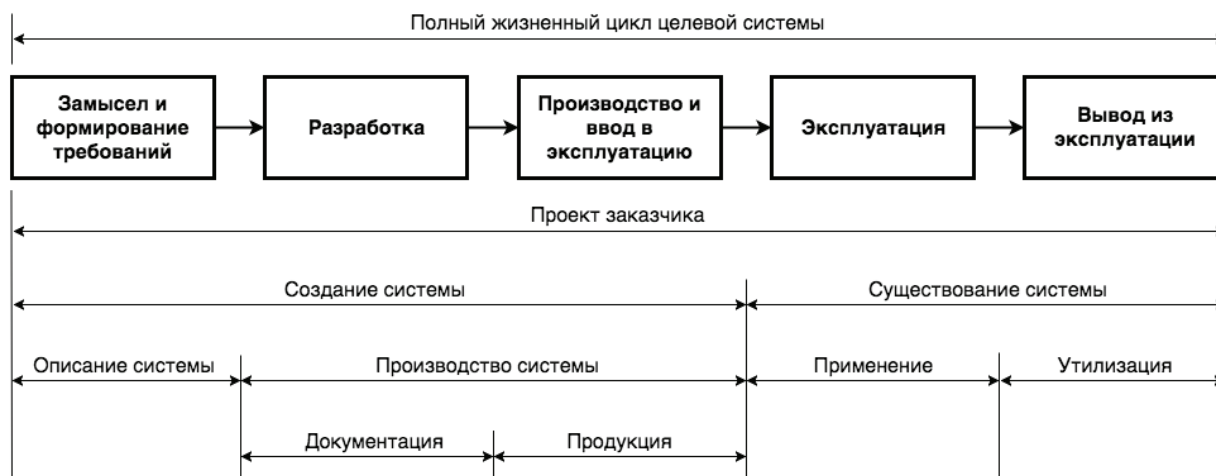 Полный жизненный цикл целевой системы
Замысел и
формирование
требований
Разработка
Производство и
ввод в
эксплуатацию
Эксплуатация
Вывод из
эксплуатации
Проект заказчика
Создание системы
Существование системы
Описание системы
Производство системы
Применение
Утилизация
Документация
Продукция